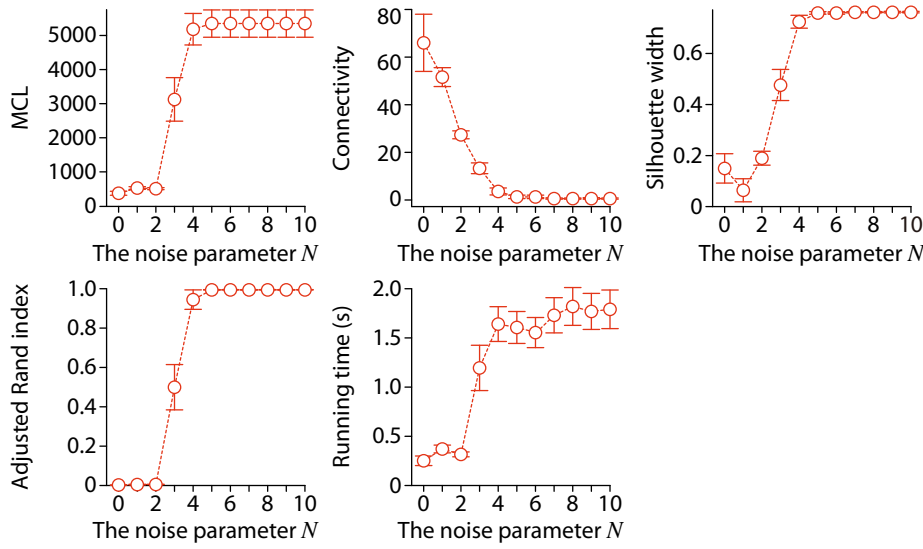 MCL
5000
4000
3000
2000
1000
0
0 2 4 6 8 10
The noise parameter N
Connectivity
80
60
40
20
0
0 2 4 6 8 10
The noise parameter N
Silhouette width
0.6
0.4
0.2
0
0 2 4 6 8 10
The noise parameter N
Adjusted Rand index
1.0
0.8
0.6
0.4
0.2
0
0 2 4 6 8 10
The noise parameter N
Running time (s)
2.0
1.5
1.0
0.5
0
0 2 4 6 8 10
The noise parameter N